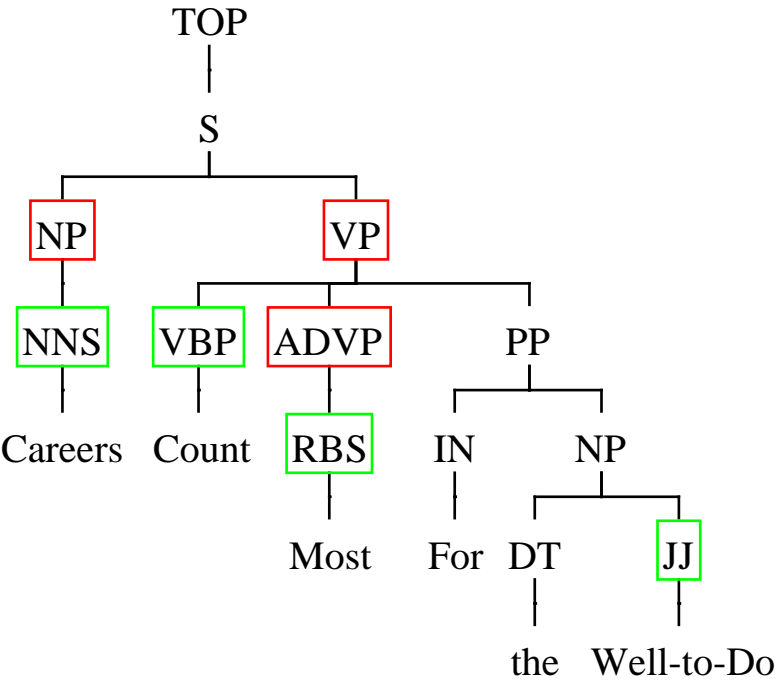 TOP
S
NP VP
NNS VBP ADVP PP
Careers Count RBS IN NP
Most For DT JJ
the Well-to-Do